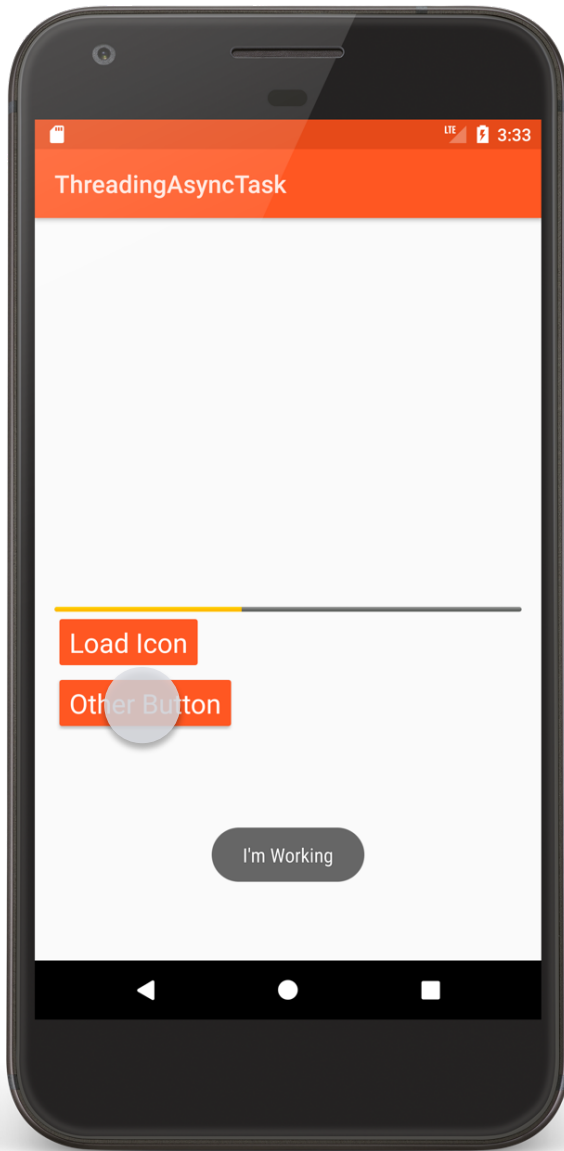 LTE 3:33
ThreadingAsyncTask
Load Icon
Other Button
I'm Working